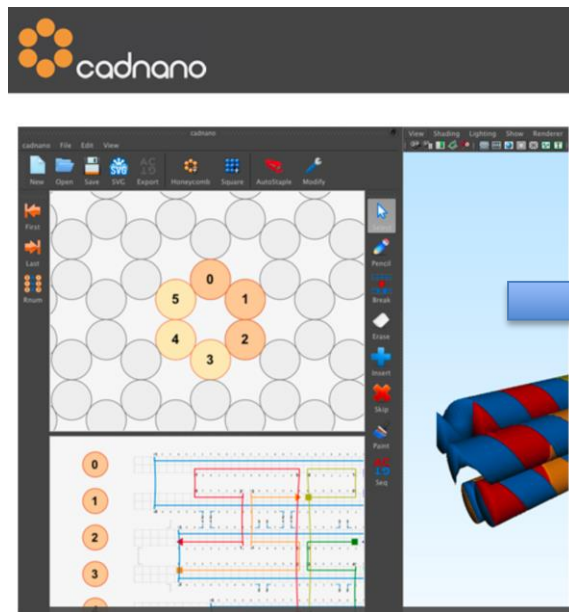 cadnano
cadnano
cadnano File Edit View
New Open Save SVG Export Honeycomb Square AutoStaple Modify
View Shading Lighting Show Renderer
First
Last
Rnum
0
5 1
4 2
3
Select
Pencil
Break
Erase
Insert
Skip
Paint
Seq
0
1
2
3